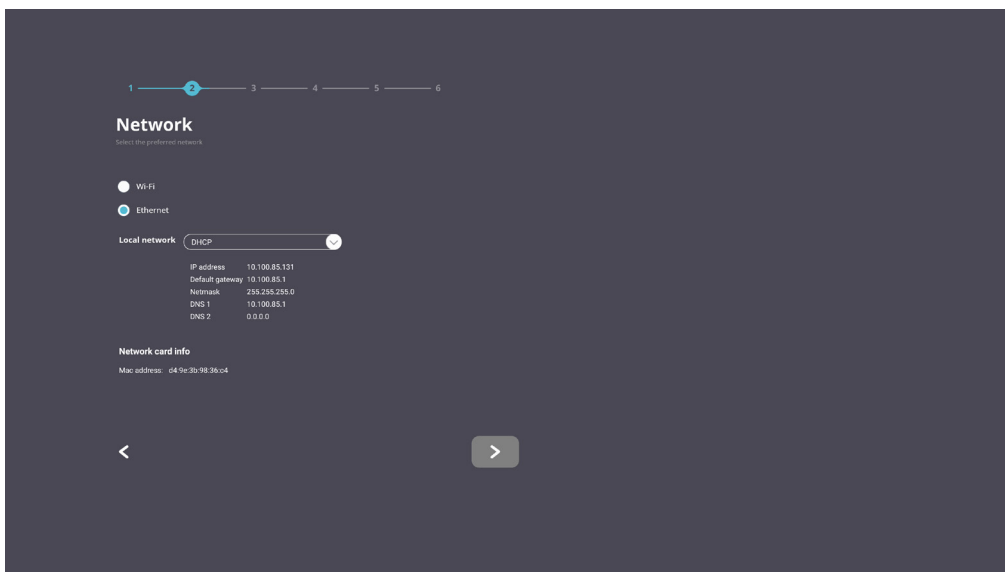 1 2 3 4 5 6
Network
Select the preferred network
Wi-Fi
Ethernet
Local network DHCP
IP address 10.100.85.131
Default gateway 10.100.85.1
Netmask 255.255.255.0
DNS 1 10.100.85.1
DNS 2 0.0.0.0
Network card info
Mac address: d4:9e:3b:98:36:c4